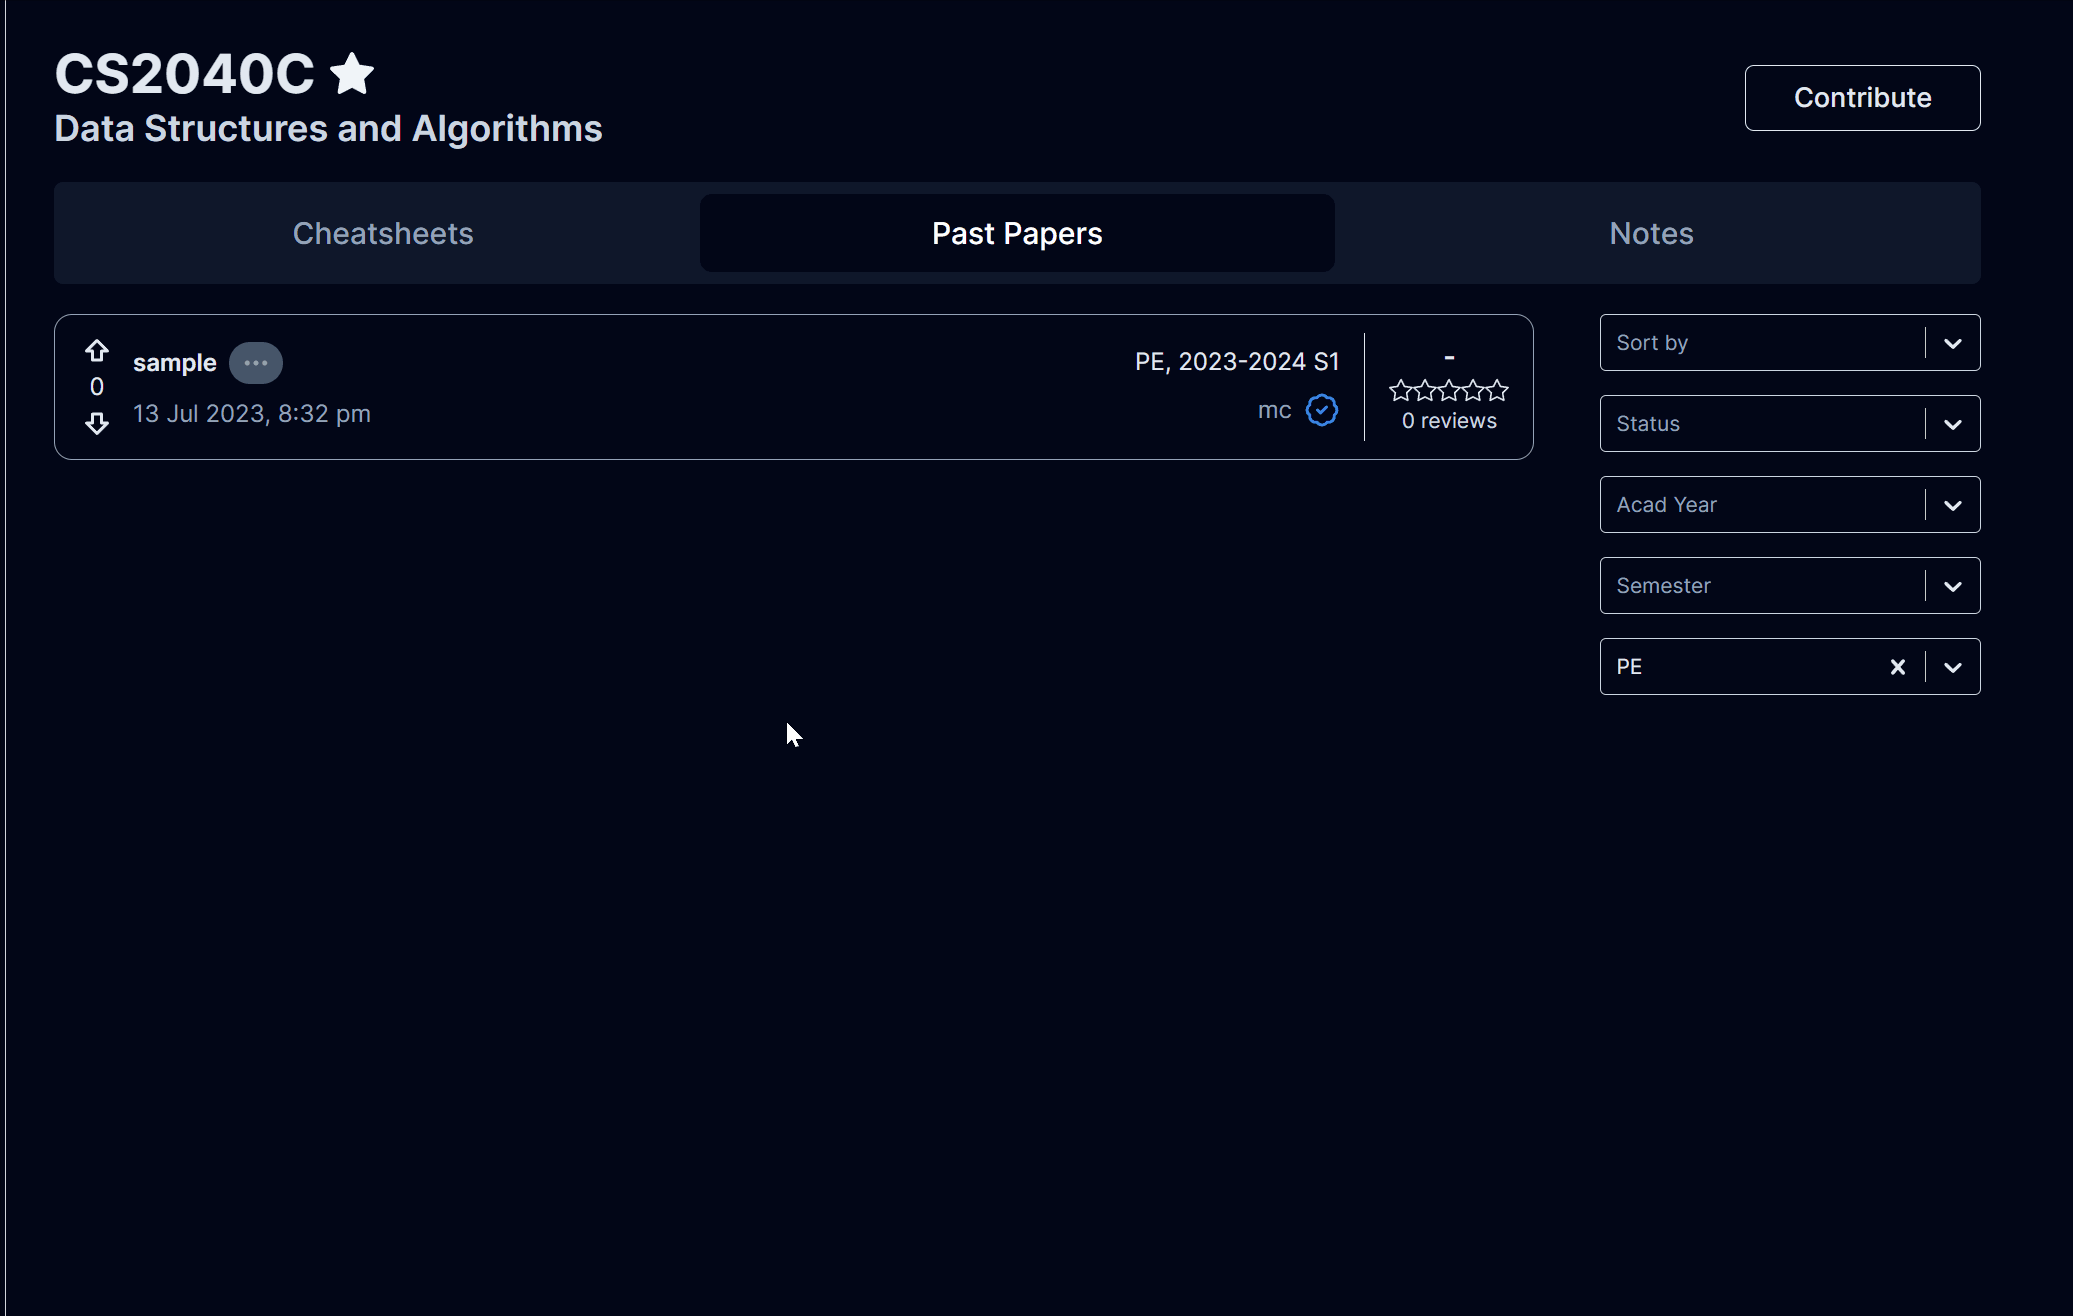 CS2040C
Data Structures and Algorithms
Contribute
Cheatsheets
Past Papers
Notes
sample
0
13 Jul 2023, 8:32 pm
PE, 2023-2024 S1
mc
-
0 reviews
Sort by
Status
Acad Year
Semester
PE